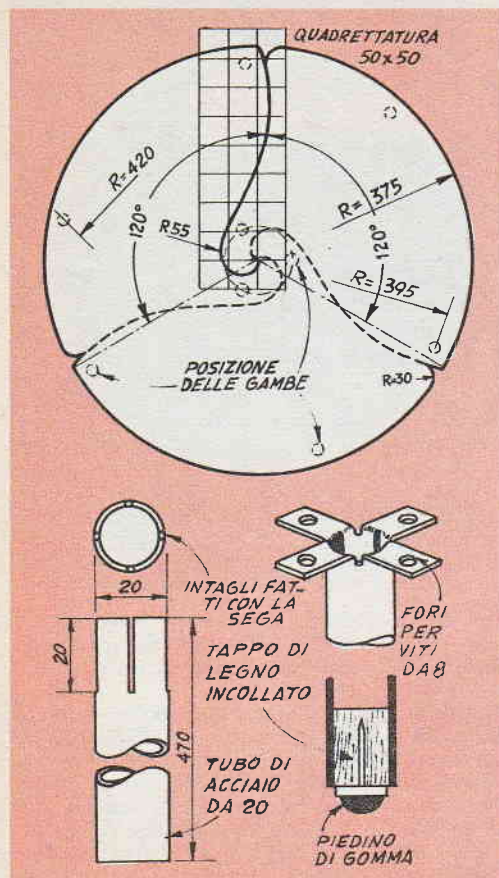 QUADRETTATURA
50x50
R=420
120°
R55
R=375
120°
R=395
POSIZIONE
DELLE GAMBE
R=30
20
INTAGLI FAT-
TI CON LA
SEGA
20
TAPPO DI
LEGNO
INCOLLATO
470
TUBO DI
ACCIAIO
DA 20
FORI
PER
VITI
DA 8
PIEDINO
DI GOMMA